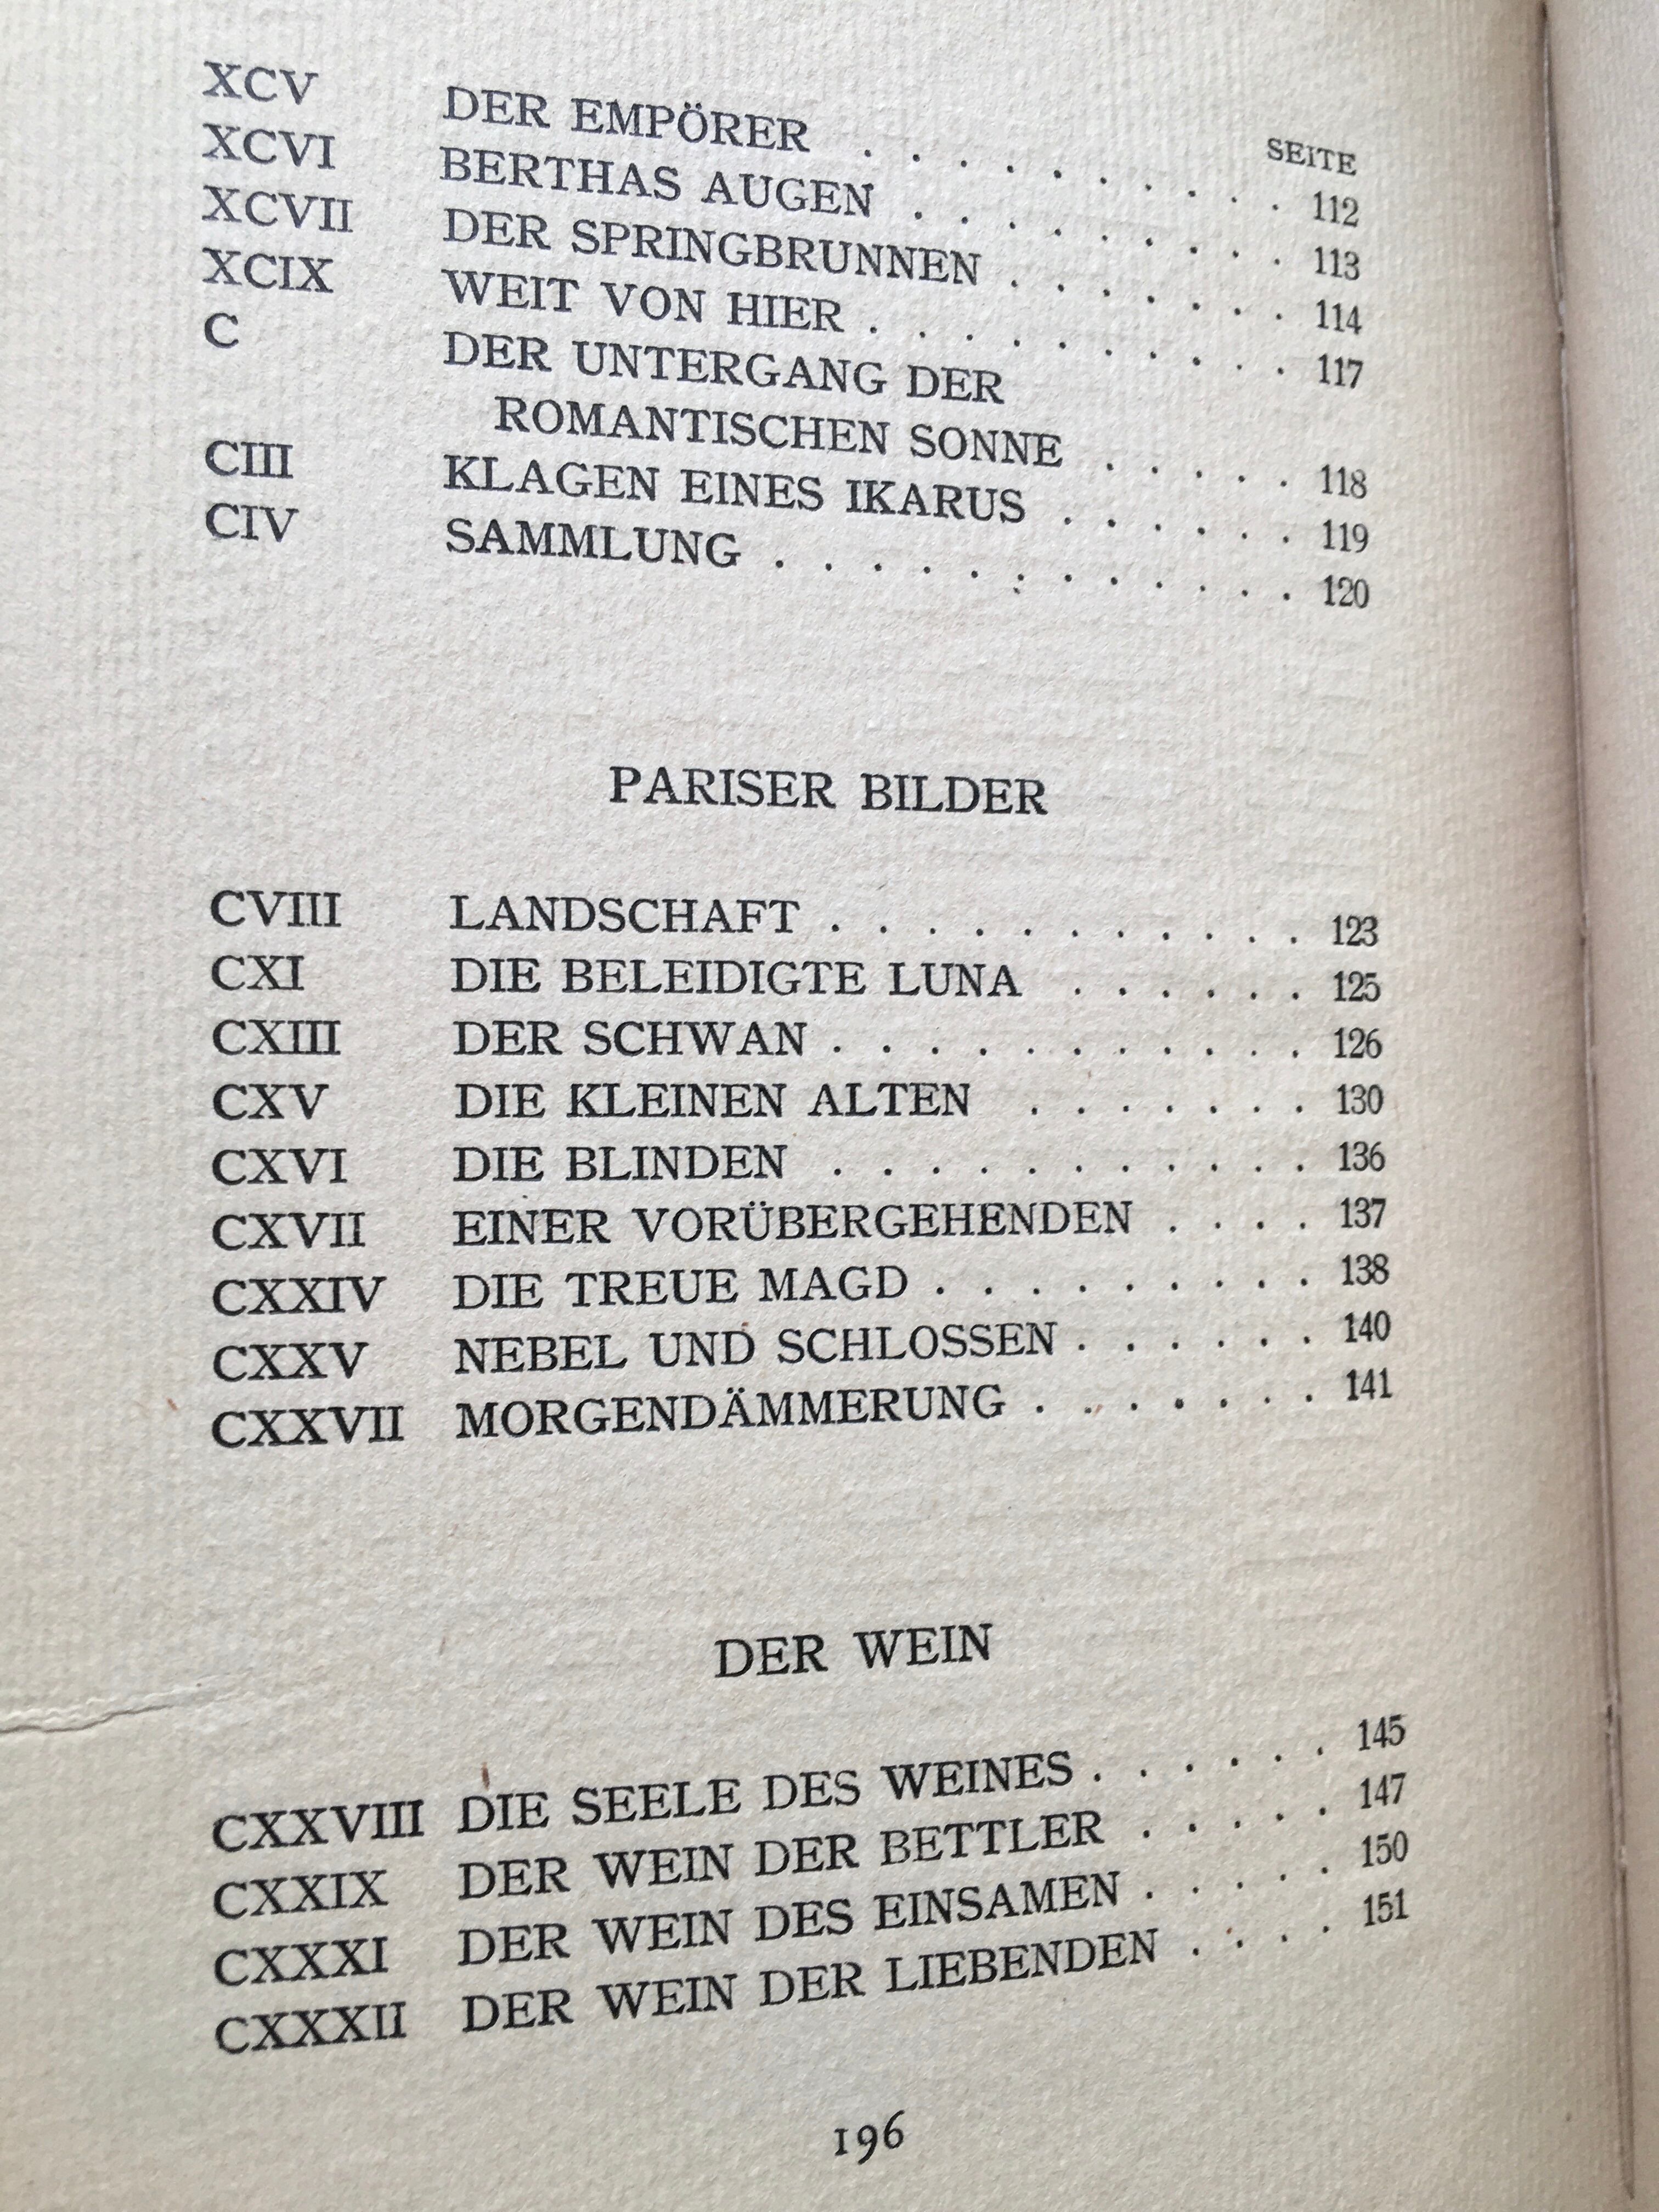 SEITE
XCV DER EMPÖRER . . . . . . . . . . 112
XCVI BERTHAS AUGEN . . . . . . . . . 113
XCVII DER SPRINGBRUNNEN . . . . . . . 114
XCIX WEIT VON HIER . . . . . . . . . . 117
C DER UNTERGANG DER
ROMANTISCHEN SONNE . . . . . 118
CIII KLAGEN EINES IKARUS . . . . . . 119
CIV SAMMLUNG . . . . . . . . . . . . 120
PARISER BILDER
CVIII LANDSCHAFT . . . . . . . . . . . 123
CXI DIE BELEIDIGTE LUNA . . . . . . 125
CXIII DER SCHWAN . . . . . . . . . . . 126
CXV DIE KLEINEN ALTEN . . . . . . . 130
CXVI DIE BLINDEN . . . . . . . . . . . 136
CXVII EINER VORÜBERGEHENDEN . . . . 137
CXXIV DIE TREUE MAGD . . . . . . . . . 138
CXXV NEBEL UND SCHLOSSEN . . . . . . 140
CXXVII MORGENDÄMMERUNG . . . . . . . 141
DER WEIN
CXXVIII DIE SEELE DES WEINES . . . . . . 145
CXXIX DER WEIN DER BETTLER . . . . . 147
CXXXI DER WEIN DES EINSAMEN . . . . . 150
CXXXII DER WEIN DER LIEBENDEN . . . . 151
196